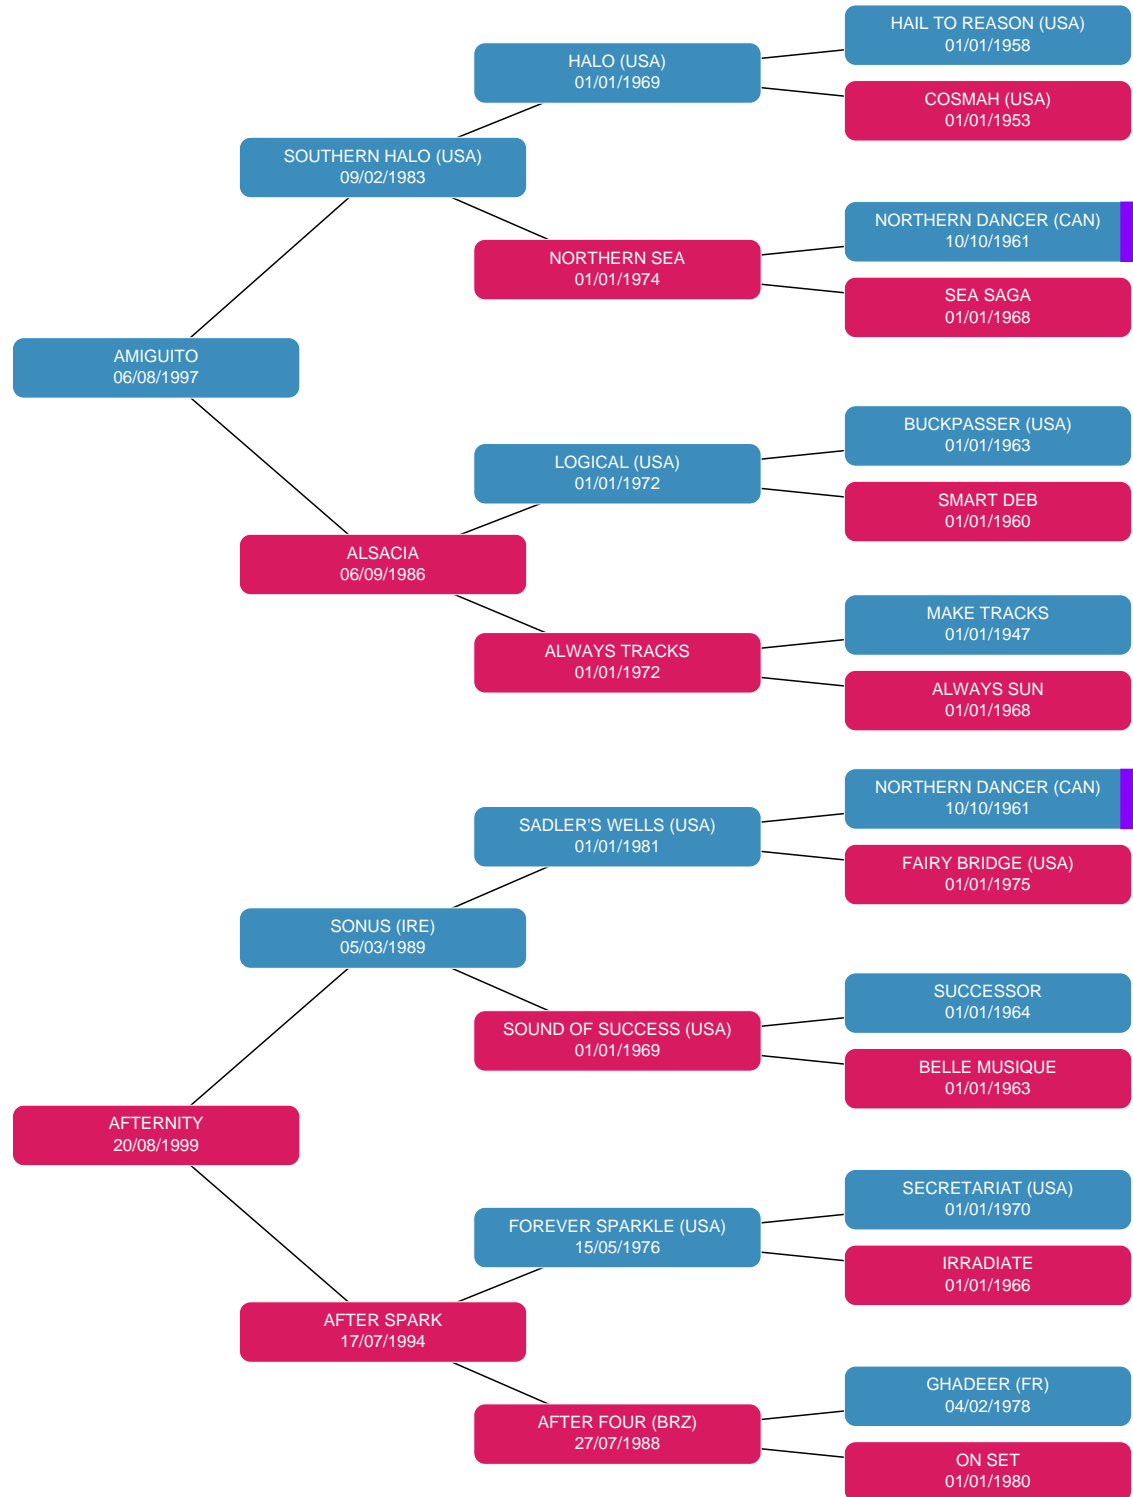 HAIL TO REASON (USA)
01/01/1958
HALO (USA)
01/01/1969
COSMAH (USA)
01/01/1953
SOUTHERN HALO (USA)
09/02/1983
NORTHERN DANCER (CAN)
10/10/1961
NORTHERN SEA
01/01/1974
SEA SAGA
01/01/1968
AMIGUITO
06/08/1997
BUCKPASSER (USA)
01/01/1963
LOGICAL (USA)
01/01/1972
SMART DEB
01/01/1960
ALSACIA
06/09/1986
MAKE TRACKS
01/01/1947
ALWAYS TRACKS
01/01/1972
ALWAYS SUN
01/01/1968
NORTHERN DANCER (CAN)
10/10/1961
SADLER'S WELLS (USA)
01/01/1981
FAIRY BRIDGE (USA)
01/01/1975
SONUS (IRE)
05/03/1989
SUCCESSOR
01/01/1964
SOUND OF SUCCESS (USA)
01/01/1969
BELLE MUSIQUE
01/01/1963
AFTERNITY
20/08/1999
SECRETARIAT (USA)
01/01/1970
FOREVER SPARKLE (USA)
15/05/1976
IRRADIATE
01/01/1966
AFTER SPARK
17/07/1994
GHADEER (FR)
04/02/1978
AFTER FOUR (BRZ)
27/07/1988
ON SET
01/01/1980